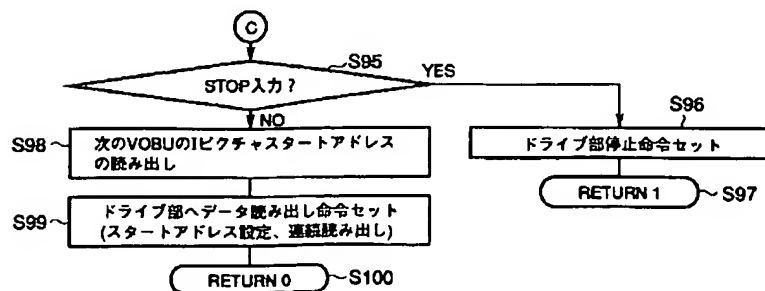 C
STOP入力?
S95
YES
NO
S96
ドライブ部停止命令セット
RETURN 1
S97
S98
次のVOBUのIピクチャスタートアドレス
の読み出し
S99
ドライブ部へデータ読み出し命令セット
(スタートアドレス設定、連続読み出し)
RETURN 0
S100